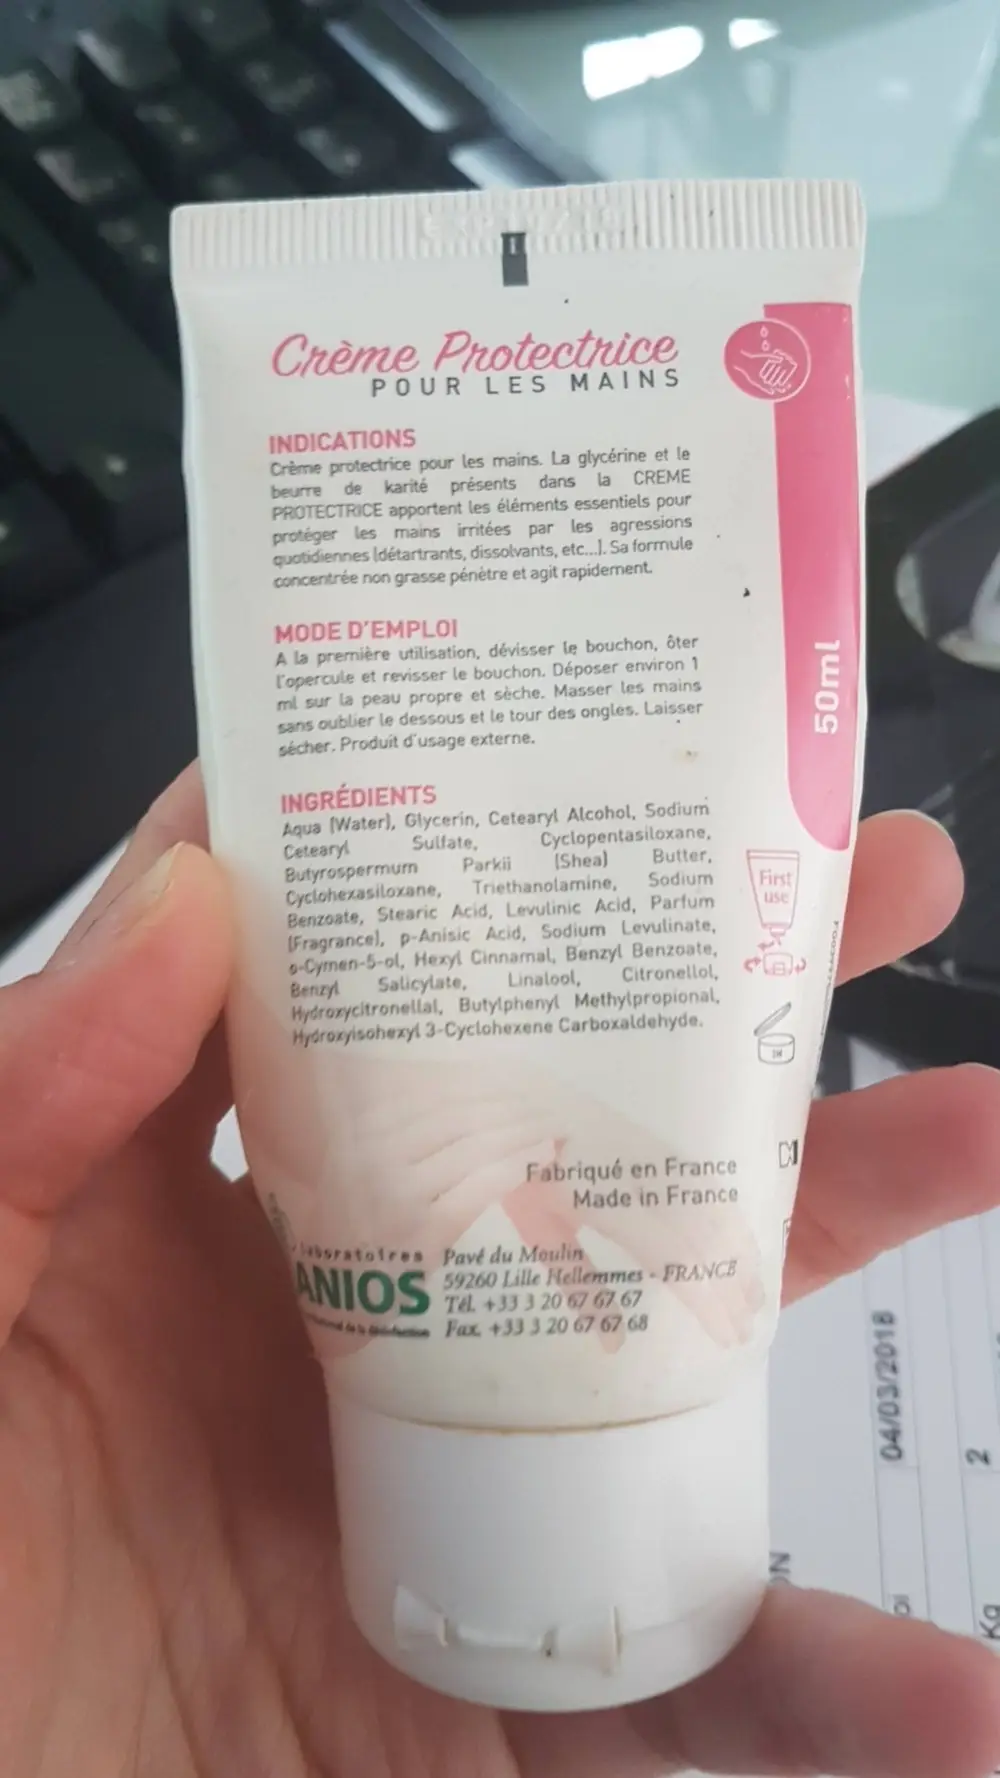 Crème Protectrice
POUR LES MAINS
INDICATIONS
Crème protectrice pour les mains. La glycérine et le
beurre de karité présents dans la CREME
PROTECTRICE apportent les éléments essentiels pour
protéger les mains irritées par les agressions
quotidiennes (détartrants, dissolvants, etc...). Sa formule
concentrée non grasse pénètre et agit rapidement.
MODE D'EMPLOI
A la première utilisation, dévisser le bouchon, ôter
l'opercule et revisser le bouchon. Déposer environ 1
ml sur la peau propre et sèche. Masser les mains
sans oublier le dessous et le tour des ongles. Laisser
sécher. Produit d'usage externe.
50ml
INGRÉDIENTS
Aqua (Water), Glycerin, Cetearyl Alcohol, Sodium
Cetearyl Sulfate, Cyclopentasiloxane,
Butyrospermum Parkii (Shea) Butter,
Cyclohexasiloxane, Triethanolamine, Sodium
Benzoate, Stearic Acid, Levulinic Acid, Parfum
(Fragrance), p-Anisic Acid, Sodium Levulinate,
o-Cymen-5-ol, Hexyl Cinnamal, Benzyl Benzoate,
Benzyl Salicylate, Linalool, Citronellol,
Hydroxycitronellal, Butylphenyl Methylpropional,
Hydroxyisohexyl 3-Cyclohexene Carboxaldehyde.
First
use
Fabriqué en France
Made in France
laboratoires
ANIOS
Pavé du Moulin
59260 Lille Hellemmes - FRANCE
Tél. +33 3 20 67 67 67
Fax. +33 3 20 67 67 68
04/03/2018
2
Kg